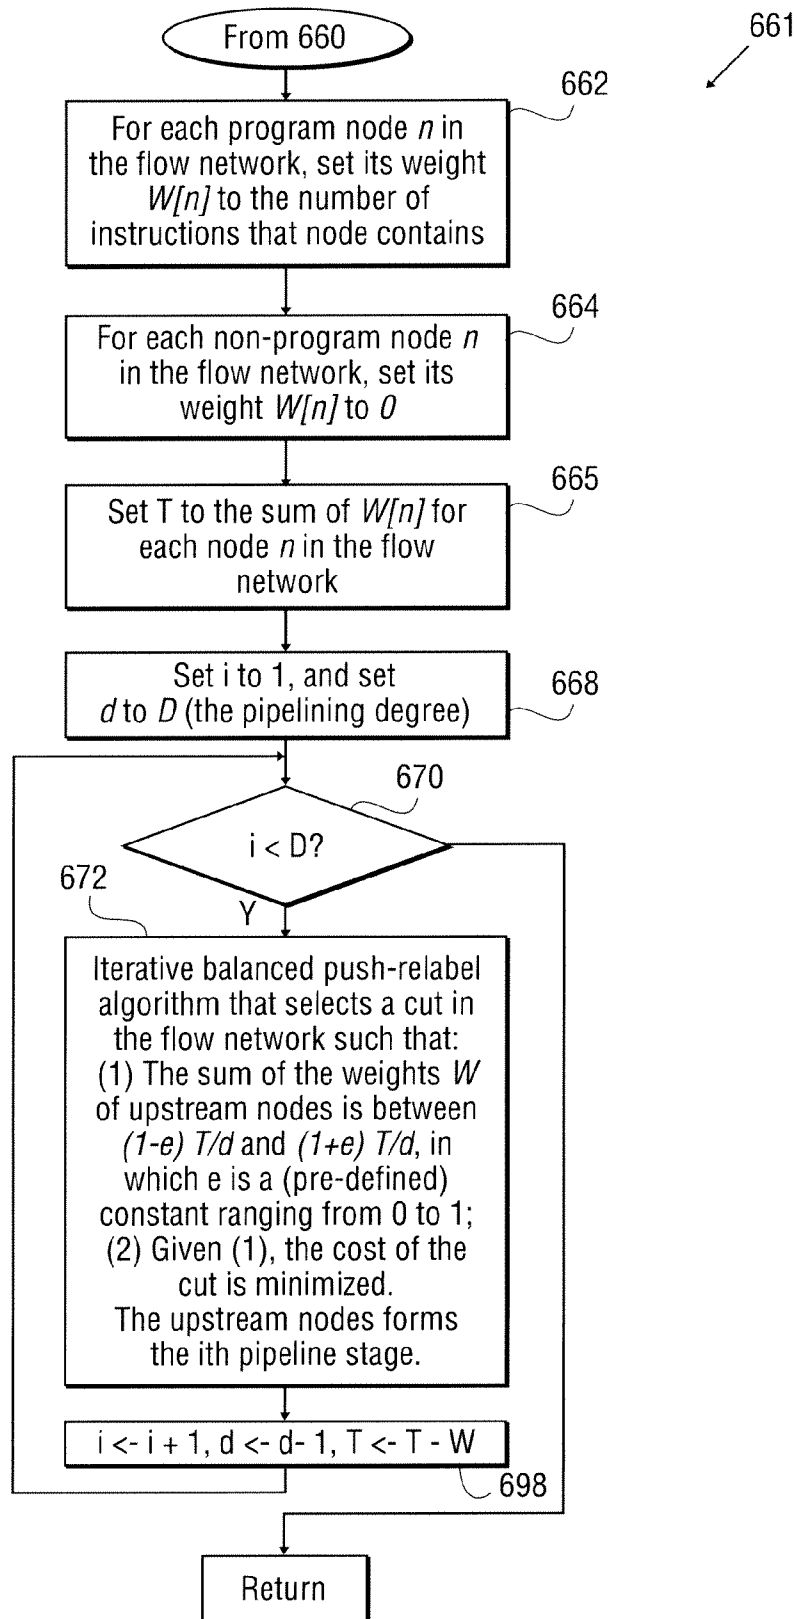 From 660
661
662
For each program node n in
the flow network, set its weight
W[n] to the number of
instructions that node contains
664
For each non-program node n
in the flow network, set its
weight W[n] to 0
665
Set T to the sum of W[n] for
each node n in the flow
network
Set i to 1, and set
d to D (the pipelining degree)
668
670
i < D?
672
Y
Iterative balanced push-relabel
algorithm that selects a cut in
the flow network such that:
(1) The sum of the weights W
of upstream nodes is between
(1-e) T/d and (1+e) T/d, in
which e is a (pre-defined)
constant ranging from 0 to 1;
(2) Given (1), the cost of the
cut is minimized.
The upstream nodes forms
the ith pipeline stage.
i <- i + 1, d <- d- 1, T <- T - W
698
Return